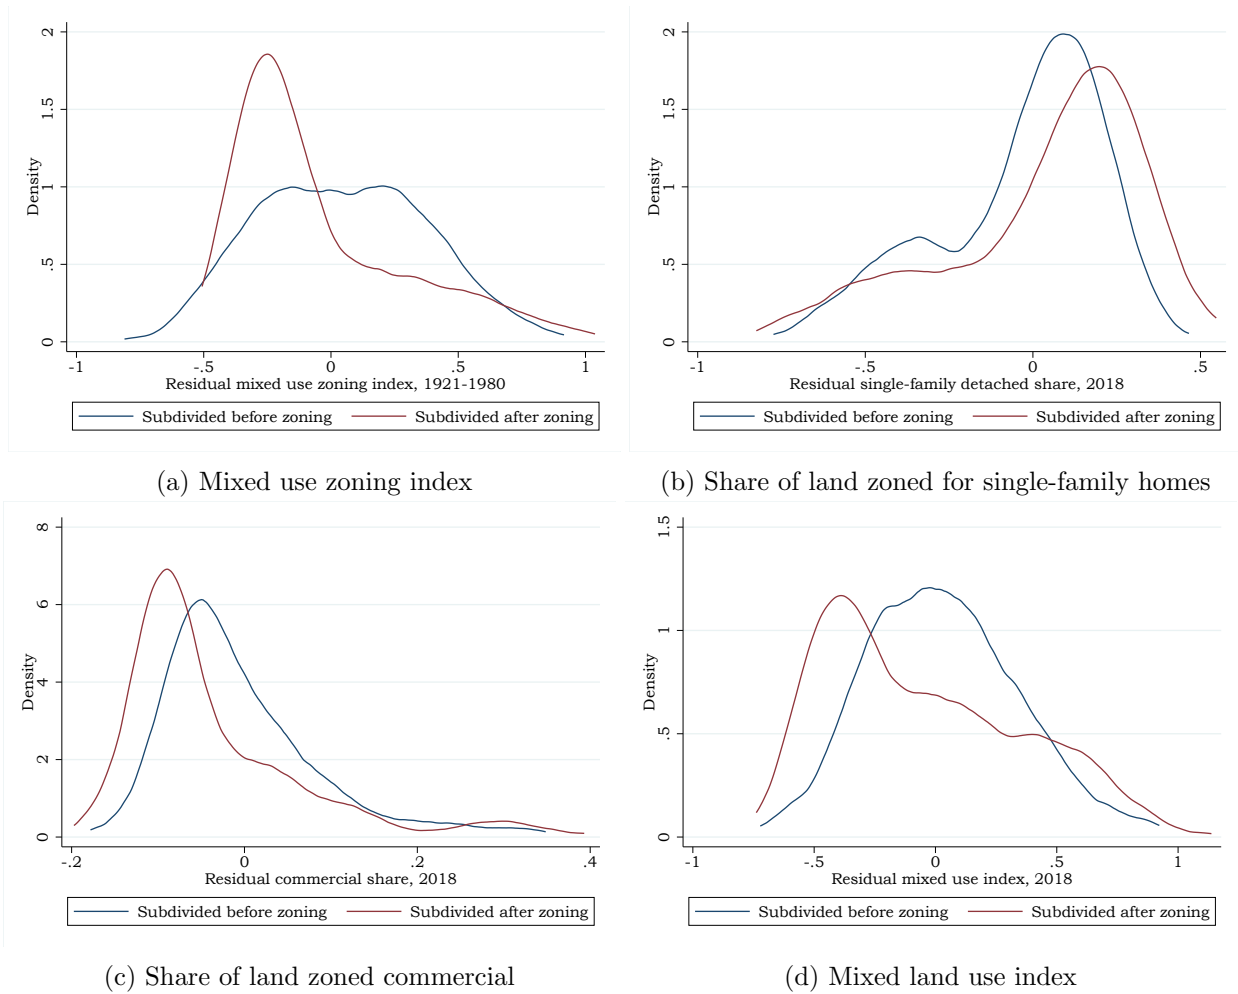 Density
2
1.5
1
.5
0
-1 -.5 0 .5 1
Residual mixed use zoning index, 1921-1980
Subdivided before zoning Subdivided after zoning
(a) Mixed use zoning index
Density
2
1.5
1
.5
0
-1 -.5 0 .5
Residual single-family detached share, 2018
Subdivided before zoning Subdivided after zoning
(b) Share of land zoned for single-family homes
Density
8
6
4
2
0
-.2 0 .2 .4
Residual commercial share, 2018
Subdivided before zoning Subdivided after zoning
(c) Share of land zoned commercial
Density
1.5
1
.5
0
-1 -.5 0 .5 1
Residual mixed use index, 2018
Subdivided before zoning Subdivided after zoning
(d) Mixed land use index